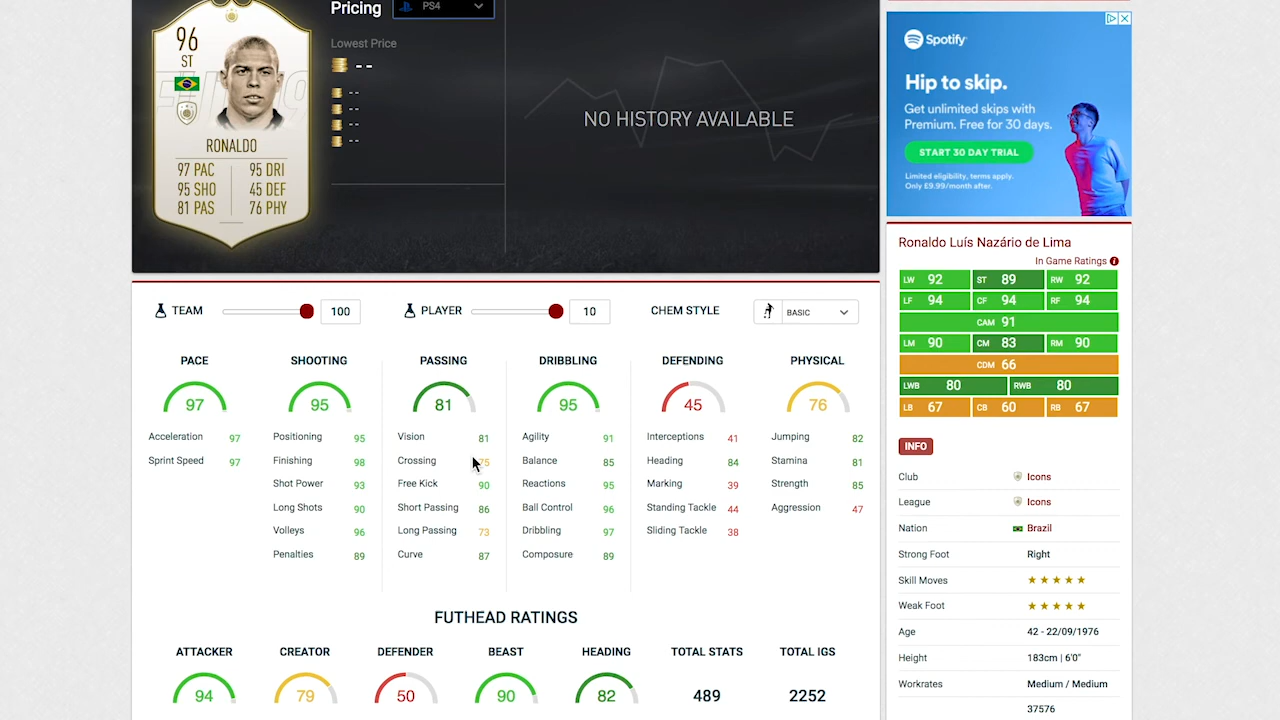 Pricing
PS4
96
ST
Lowest Price
--
--
--
--
--
RONALDO
97 PAC 95 DRI
95 SHO 45 DEF
81 PAS 76 PHY
NO HISTORY AVAILABLE
Spotify
Hip to skip.
Get unlimited skips with
Premium. Free for 30 days.
START 30 DAY TRIAL
Limited eligibility, terms apply.
Only £9.99/month after.
TEAM 100 PLAYER 10 CHEM STYLE BASIC
PACE SHOOTING PASSING DRIBBLING DEFENDING PHYSICAL
97 95 81 95 45 76
Acceleration 97 Positioning 95 Vision 81 Agility 91 Interceptions 41 Jumping 82
Sprint Speed 97 Finishing 98 Crossing 75 Balance 85 Heading 84 Stamina 81
Shot Power 93 Free Kick 90 Reactions 95 Marking 39 Strength 85
Long Shots 90 Short Passing 86 Ball Control 96 Standing Tackle 44 Aggression 47
Volleys 96 Long Passing 73 Dribbling 97 Sliding Tackle 38
Penalties 89 Curve 87 Composure 89
FUTHEAD RATINGS
ATTACKER CREATOR DEFENDER BEAST HEADING TOTAL STATS TOTAL IGS
94 79 50 90 82 489 2252
Ronaldo Luís Nazário de Lima
In Game Ratings
LW 92 ST 89 RW 92
LF 94 CF 94 RF 94
CAM 91
LM 90 CM 83 RM 90
CDM 66
LWB 80 RWB 80
LB 67 CB 60 RB 67
INFO
Club Icons
League Icons
Nation Brazil
Strong Foot Right
Skill Moves ★ ★ ★ ★ ★
Weak Foot ★ ★ ★ ★ ★
Age 42 - 22/09/1976
Height 183cm | 6'0"
Workrates Medium / Medium
37576